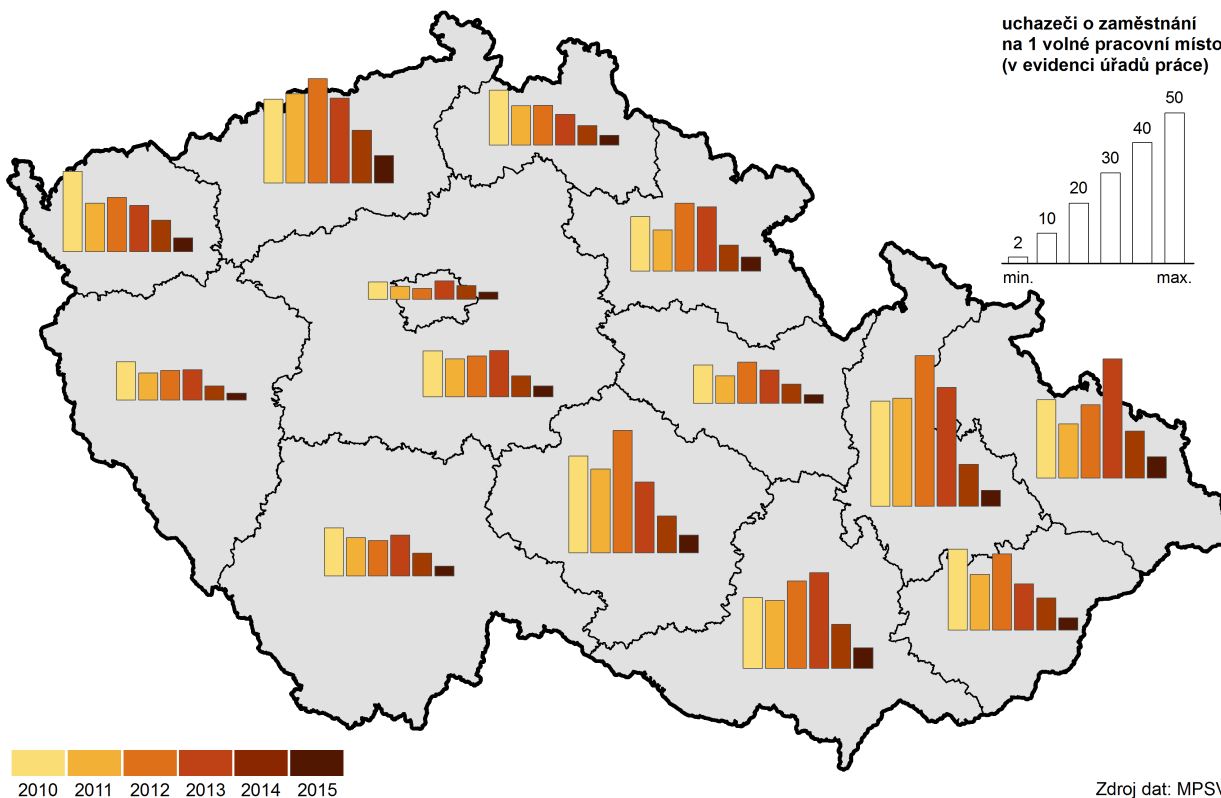 uchazeči o zaměstnání
na 1 volné pracovní místo
(v evidenci úřadů práce)
50
40
30
20
10
2
min.
max.
2010 2011 2012 2013 2014 2015
Zdroj dat: MPSV